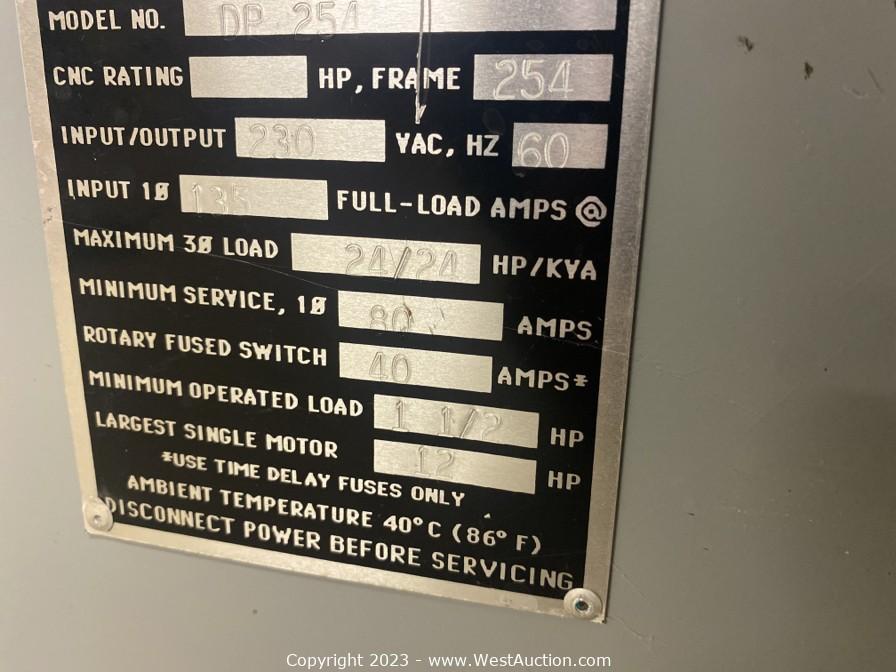 MODEL NO. DP 254
CNC RATING HP, FRAME 254
INPUT/OUTPUT 230 VAC, HZ 60
INPUT 1Ø 135 FULL-LOAD AMPS @
MAXIMUM 3Ø LOAD 24/24 HP/KVA
MINIMUM SERVICE, 1Ø 80 AMPS
ROTARY FUSED SWITCH 40 AMPS*
MINIMUM OPERATED LOAD 1 1/2 HP
LARGEST SINGLE MOTOR 12 HP
*USE TIME DELAY FUSES ONLY
AMBIENT TEMPERATURE 40° C (86° F)
DISCONNECT POWER BEFORE SERVICING
Copyright 2023 - www.WestAuction.com